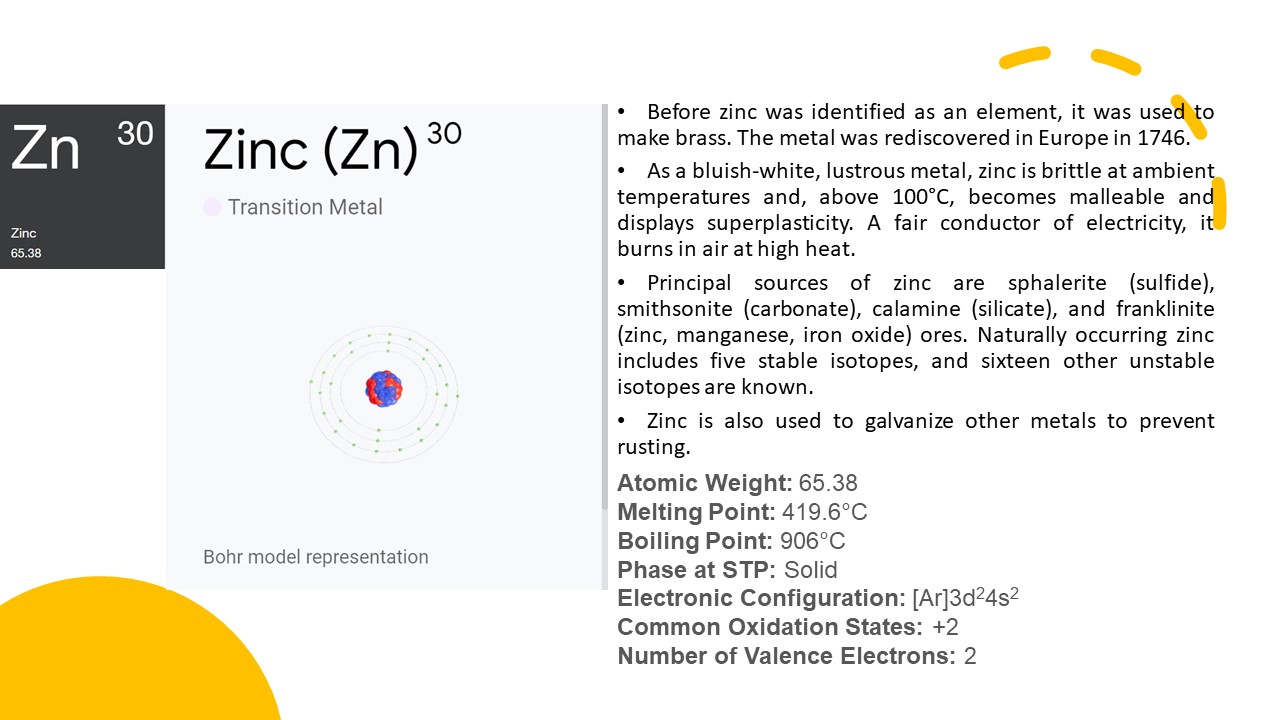 Zn 30
Zinc
65.38
Zinc (Zn) 30
Transition Metal
Bohr model representation
• Before zinc was identified as an element, it was used to
make brass. The metal was rediscovered in Europe in 1746.
• As a bluish-white, lustrous metal, zinc is brittle at ambient
temperatures and, above 100°C, becomes malleable and
displays superplasticity. A fair conductor of electricity, it
burns in air at high heat.
• Principal sources of zinc are sphalerite (sulfide),
smithsonite (carbonate), calamine (silicate), and franklinite
(zinc, manganese, iron oxide) ores. Naturally occurring zinc
includes five stable isotopes, and sixteen other unstable
isotopes are known.
• Zinc is also used to galvanize other metals to prevent
rusting.
Atomic Weight: 65.38
Melting Point: 419.6°C
Boiling Point: 906°C
Phase at STP: Solid
Electronic Configuration: [Ar]3d²4s²
Common Oxidation States: +2
Number of Valence Electrons: 2